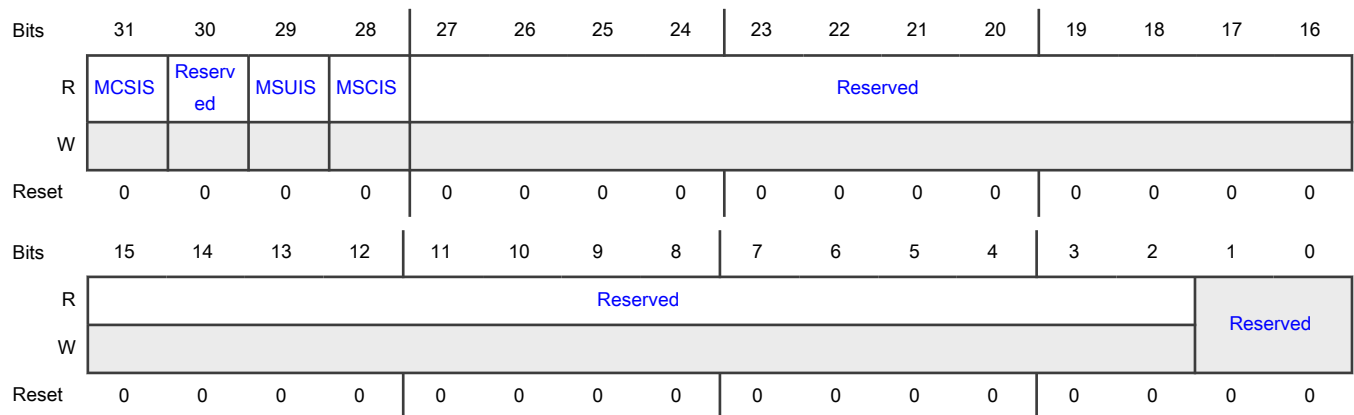 Bits 31 30 29 28 27 26 25 24 23 22 21 20 19 18 17 16
R MCSIS Reserv ed MSUIS MSCIS Reserved
W
Reset 0 0 0 0 0 0 0 0 0 0 0 0 0 0 0 0
Bits 15 14 13 12 11 10 9 8 7 6 5 4 3 2 1 0
R Reserved Reserved
W
Reset 0 0 0 0 0 0 0 0 0 0 0 0 0 0 0 0